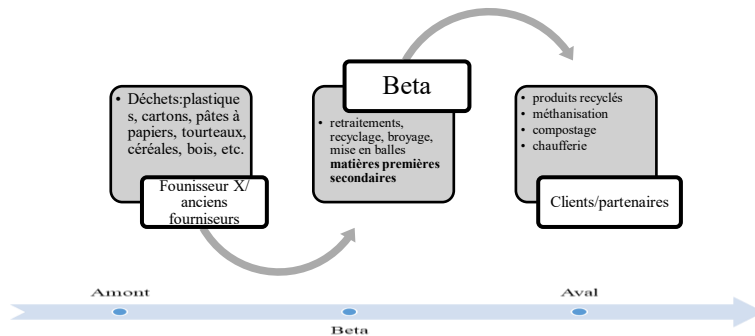 • Déchets:plastique
s, cartons, pâtes à
papiers, tourteaux,
céréales, bois, etc.
Founisseur X/
anciens
fourniseurs
Beta
• retraitements,
recyclage, broyage,
mise en balles
matières premières
secondaires
• produits recyclés
• méthanisation
• compostage
• chaufferie
Clients/partenaires
Amont
Beta
Aval